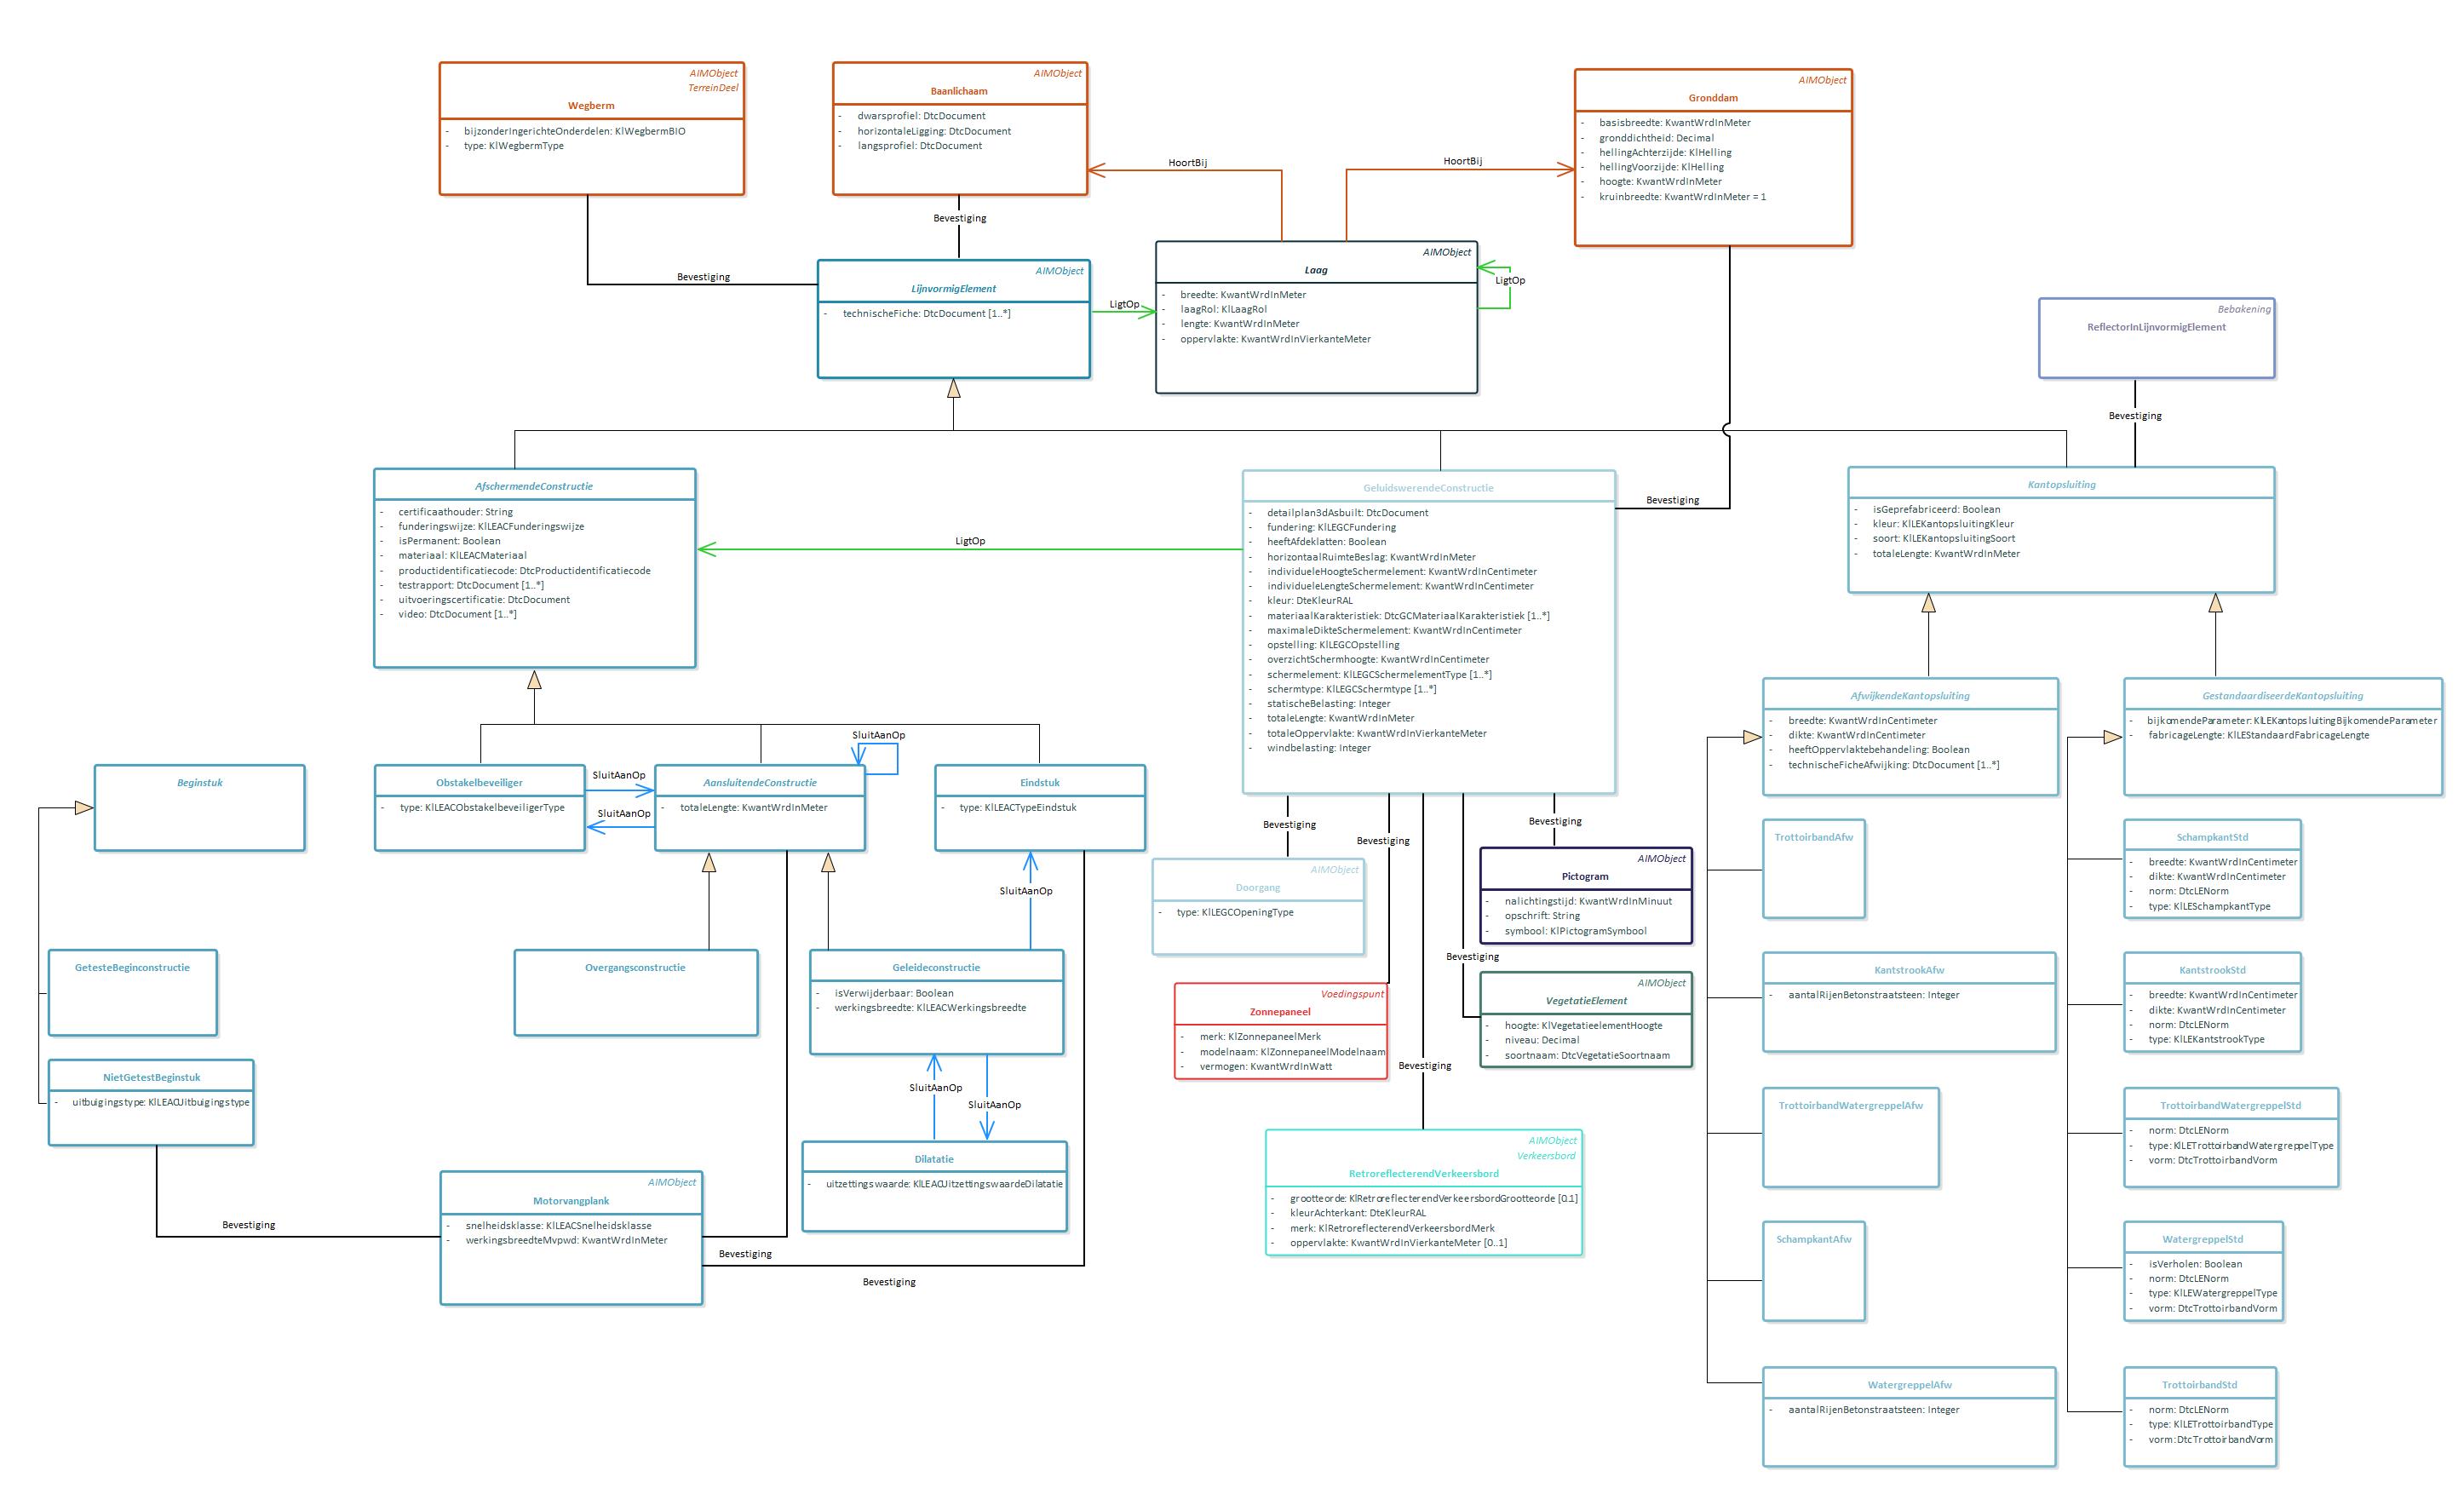 AIMObject
TerreinDeel
Wegberm
- bijzonderIngerichteOnderdelen: KlWegbermBIO
- type: KlWegbermType
AIMObject
Baanlichaam
- dwarsprofiel: DtcDocument
- horizontaleLigging: DtcDocument
- langsprofiel: DtcDocument
AIMObject
Gronddam
- basisbreedte: KwantWrdInMeter
- gronddichtheid: Decimal
- hellingAchterzijde: KlHelling
- hellingVoorzijde: KlHelling
- hoogte: KwantWrdInMeter
- kruinbreedte: KwantWrdInMeter = 1
HoortBij
HoortBij
Bevestiging
Bevestiging
AIMObject
LijnvormigElement
- technischeFiche: DtcDocument [1..*]
LigtOp
AIMObject
Laag
- breedte: KwantWrdInMeter
- laagRol: KlLaagRol
- lengte: KwantWrdInMeter
- oppervlakte: KwantWrdInVierkanteMeter
LigtOp
Bebakening
ReflectorInLijnvormigElement
Bevestiging
AfschermendeConstructie
- certificaathouder: String
- funderingswijze: KlLEACFunderingswijze
- isPermanent: Boolean
- materiaal: KlLEACMateriaal
- productidentificatiecode: DtcProductidentificatiecode
- testrapport: DtcDocument [1..*]
- uitvoeringscertificatie: DtcDocument
- video: DtcDocument [1..*]
LigtOp
GeluidswerendeConstructie
- detailplan3dAsbuilt: DtcDocument
- fundering: KlLEGCFundering
- heeftAfdeklatten: Boolean
- horizontaalRuimteBeslag: KwantWrdInMeter
- individueleHoogteSchermelement: KwantWrdInCentimeter
- individueleLengteSchermelement: KwantWrdInCentimeter
- kleur: DteKleurRAL
- materiaalKarakteristiek: DtcGCMateriaalKarakteristiek [1..*]
- maximaleDikteSchermelement: KwantWrdInCentimeter
- opstelling: KlLEGCOpstelling
- overzichtSchermhoogte: KwantWrdInCentimeter
- schermelement: KlLEGCSchermelementType [1..*]
- schermtype: KlLEGCSchermtype [1..*]
- statischeBelasting: Integer
- totaleLengte: KwantWrdInMeter
- totaleOppervlakte: KwantWrdInVierkanteMeter
- windbelasting: Integer
Bevestiging
Kantopsluiting
- isGeprefabriceerd: Boolean
- kleur: KlLEKantopsluitingKleur
- soort: KlLEKantopsluitingSoort
- totaleLengte: KwantWrdInMeter
AfwijkendeKantopsluiting
- breedte: KwantWrdInCentimeter
- dikte: KwantWrdInCentimeter
- heeftOppervlaktebehandeling: Boolean
- technischeFicheAfwijking: DtcDocument [1..*]
GestandaardiseerdeKantopsluiting
- bijkomendeParameter: KlLEKantopsluitingBijkomendeParameter
- fabricageLengte: KlLEStandaardFabricageLengte
Beginstuk
Obstakelbeveiliger
- type: KlLEACObstakelbeveiligerType
SluitAanOp
SluitAanOp
AansluitendeConstructie
- totaleLengte: KwantWrdInMeter
SluitAanOp
Eindstuk
- type: KlLEACTypeEindstuk
SluitAanOp
Bevestiging
Bevestiging
Bevestiging
Bevestiging
Bevestiging
AIMObject
Doorgang
- type: KlLEGCOpeningType
AIMObject
Pictogram
- nalichtingstijd: KwantWrdInMinuut
- opschrift: String
- symbool: KlPictogramSymbool
Voedingspunt
Zonnepaneel
- merk: KlZonnepaneelMerk
- modelnaam: KlZonnepaneelModelnaam
- vermogen: KwantWrdInWatt
AIMObject
VegetatieElement
- hoogte: KlVegetatieelementHoogte
- niveau: Decimal
- soortnaam: DtcVegetatieSoortnaam
AIMObject
Verkeersbord
RetroreflecterendVerkeersbord
- grootteorde: KlRetroreflecterendVerkeersbordGrootteorde [0.1]
- kleurAchterkant: DteKleurRAL
- merk: KlRetroreflecterendVerkeersbordMerk
- oppervlakte: KwantWrdInVierkanteMeter [0..1]
GetesteBeginconstructie
NietGetestBeginstuk
- uitbuigingstype: KlLEACUitbuigingstype
Overgangsconstructie
Geleideconstructie
- isVerwijderbaar: Boolean
- werkingsbreedte: KlLEACWerkingsbreedte
SluitAanOp
SluitAanOp
Dilatatie
- uitzettingswaarde: KlLEACUitzettingswaardeDilatatie
AIMObject
Motorvangplank
- snelheidsklasse: KlLEACSnelheidsklasse
- werkingsbreedteMvpwd: KwantWrdInMeter
Bevestiging
Bevestiging
Bevestiging
TrottoirbandAfw
KantstrookAfw
- aantalRijenBetonstraatsteen: Integer
TrottoirbandWatergreppelAfw
SchampkantAfw
WatergreppelAfw
- aantalRijenBetonstraatsteen: Integer
SchampkantStd
- breedte: KwantWrdInCentimeter
- dikte: KwantWrdInCentimeter
- norm: DtcLENorm
- type: KlLESchampkantType
KantstrookStd
- breedte: KwantWrdInCentimeter
- dikte: KwantWrdInCentimeter
- norm: DtcLENorm
- type: KlLEKantstrookType
TrottoirbandWatergreppelStd
- norm: DtcLENorm
- type: KlLETrottoirbandWatergreppelType
- vorm: DtcTrottoirbandVorm
WatergreppelStd
- isVerholen: Boolean
- norm: DtcLENorm
- type: KlLEWatergreppelType
- vorm: DtcTrottoirbandVorm
TrottoirbandStd
- norm: DtcLENorm
- type: KlLETrottoirbandType
- vorm: DtcTrottoirbandVorm